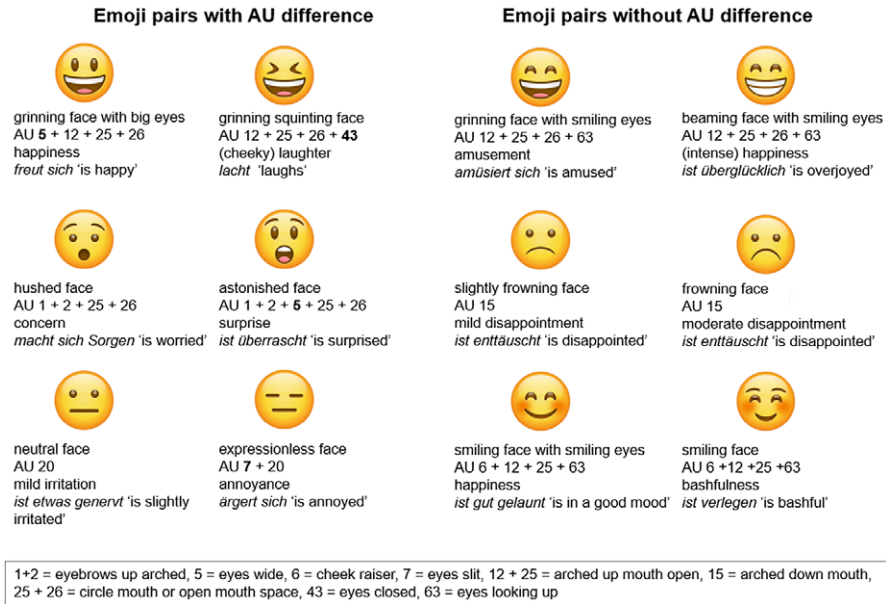 Emoji pairs with AU difference
Emoji pairs without AU difference
grinning face with big eyes
AU 5 + 12 + 25 + 26
happiness
freut sich 'is happy'
grinning squinting face
AU 12 + 25 + 26 + 43
(cheeky) laughter
lacht 'laughs'
grinning face with smiling eyes
AU 12 + 25 + 26 + 63
amusement
amüsiert sich 'is amused'
beaming face with smiling eyes
AU 12 + 25 + 26 + 63
(intense) happiness
ist überglücklich 'is overjoyed'
hushed face
AU 1 + 2 + 25 + 26
concern
macht sich Sorgen 'is worried'
astonished face
AU 1 + 2 + 5 + 25 + 26
surprise
ist überrascht 'is surprised'
slightly frowning face
AU 15
mild disappointment
ist enttäuscht 'is disappointed'
frowning face
AU 15
moderate disappointment
ist enttäuscht 'is disappointed'
neutral face
AU 20
mild irritation
ist etwas genervt 'is slightly
irritated'
expressionless face
AU 7 + 20
annoyance
ärgert sich 'is annoyed'
smiling face with smiling eyes
AU 6 + 12 + 25 + 63
happiness
ist gut gelaunt 'is in a good mood'
smiling face
AU 6 +12 +25 +63
bashfulness
ist verlegen 'is bashful'
1+2 = eyebrows up arched, 5 = eyes wide, 6 = cheek raiser, 7 = eyes slit, 12 + 25 = arched up mouth open, 15 = arched down mouth,
25 + 26 = circle mouth or open mouth space, 43 = eyes closed, 63 = eyes looking up